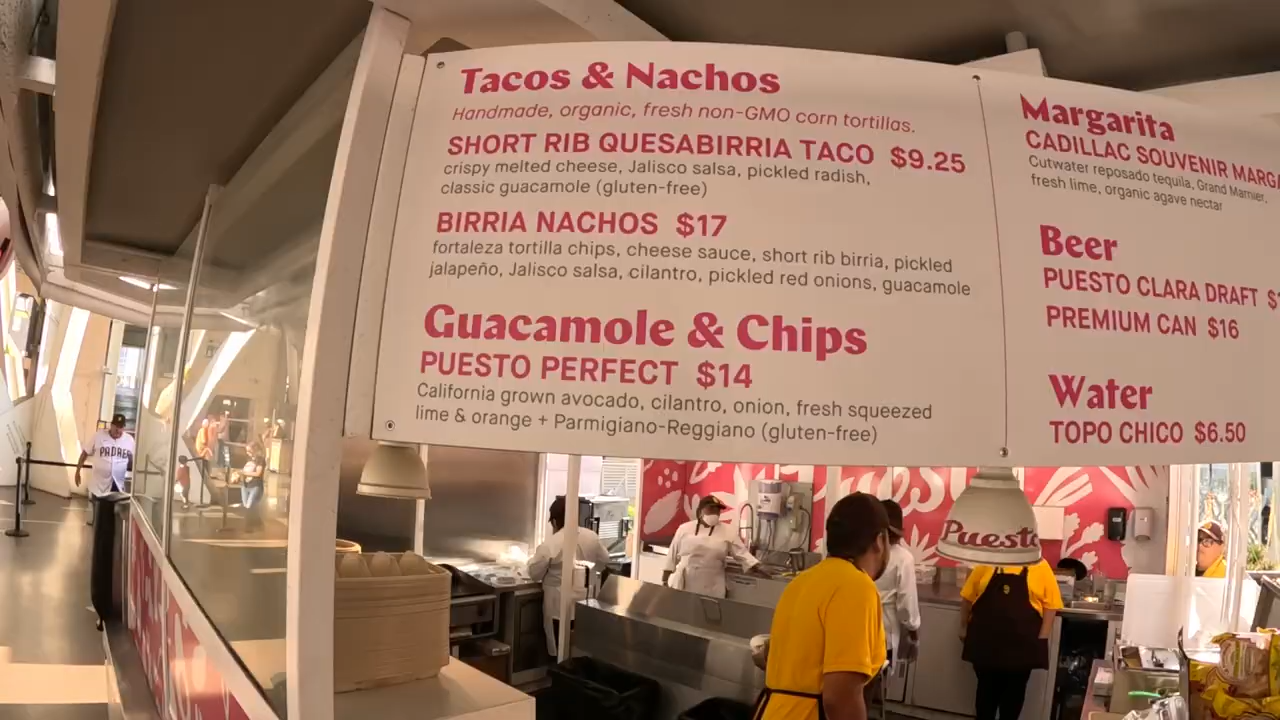 Tacos & Nachos
Handmade, organic, fresh non-GMO corn tortillas.
SHORT RIB QUESABIRRIA TACO $9.25
crispy melted cheese, Jalisco salsa, pickled radish,
classic guacamole (gluten-free)
BIRRIA NACHOS $17
fortaleza tortilla chips, cheese sauce, short rib birria, pickled
jalapeño, Jalisco salsa, cilantro, pickled red onions, guacamole
Guacamole & Chips
PUESTO PERFECT $14
California grown avocado, cilantro, onion, fresh squeezed
lime & orange + Parmigiano-Reggiano (gluten-free)
Margarita
CADILLAC SOUVENIR
Cutwater reposado tequila, Grand Marnier,
fresh lime, organic agave nectar
Beer
PUESTO CLARA DRAFT
PREMIUM CAN $16
Water
TOPO CHICO $6.50
Puesto